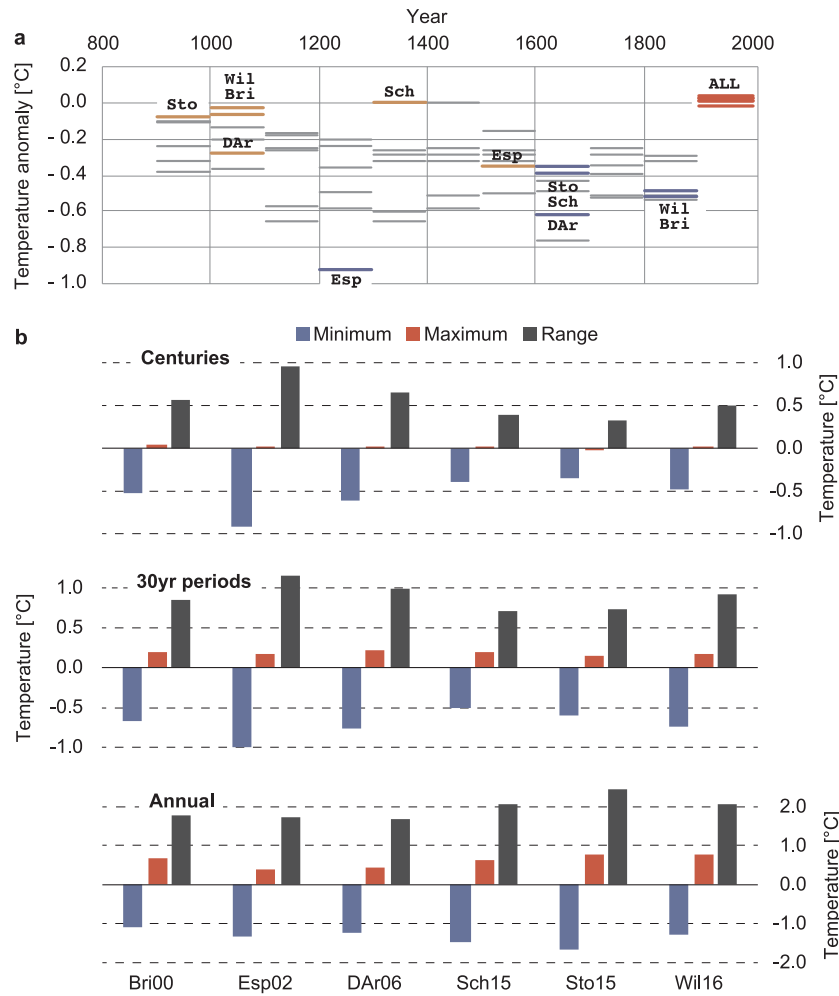 Year
a
800 1000 1200 1400 1600 1800 2000
0.2
0.0
- 0.2
- 0.4
- 0.6
- 0.8
- 1.0
Temperature anomaly [°C]
Wil
Bri
Sto
DAr
Sch
Esp
Esp
Sto
Sch
DAr
Wil
Bri
ALL
b
Minimum Maximum Range
Centuries
1.0
0.5
0.0
-0.5
-1.0
Temperature [°C]
30yr periods
1.0
0.5
0.0
-0.5
-1.0
Temperature [°C]
Annual
2.0
1.0
0.0
-1.0
-2.0
Temperature [°C]
Bri00 Esp02 DAr06 Sch15 Sto15 Wil16